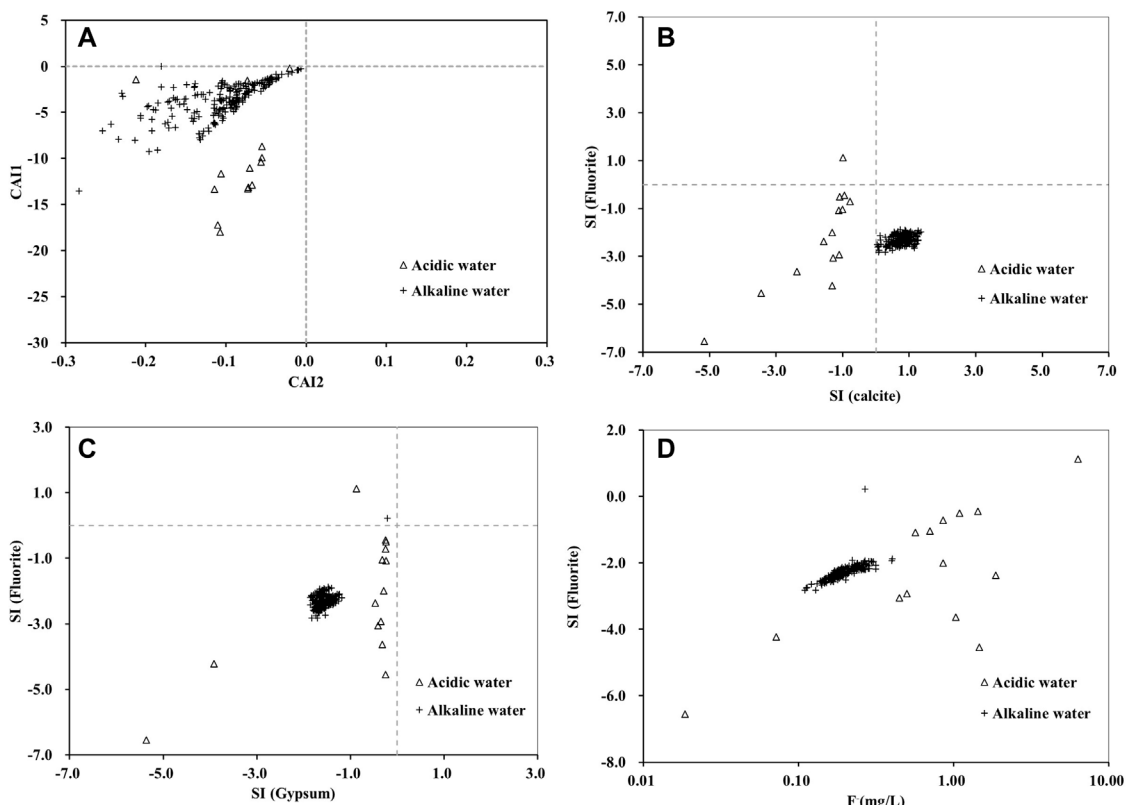 A
5
0
-5
-10
-15
-20
-25
-30
-0.3 -0.2 -0.1 0.0 0.1 0.2 0.3
CAI1
CAI2
Acidic water
Alkaline water
B
7.0
5.0
3.0
1.0
-1.0
-3.0
-5.0
-7.0
-7.0 -5.0 -3.0 -1.0 1.0 3.0 5.0 7.0
SI (Fluorite)
SI (calcite)
Acidic water
Alkaline water
C
3.0
1.0
-1.0
-3.0
-5.0
-7.0
-7.0 -5.0 -3.0 -1.0 1.0 3.0
SI (Fluorite)
SI (Gypsum)
Acidic water
Alkaline water
D
2.0
0.0
-2.0
-4.0
-6.0
-8.0
0.01 0.10 1.00 10.00
SI (Fluorite)
F (mg/L)
Acidic water
Alkaline water